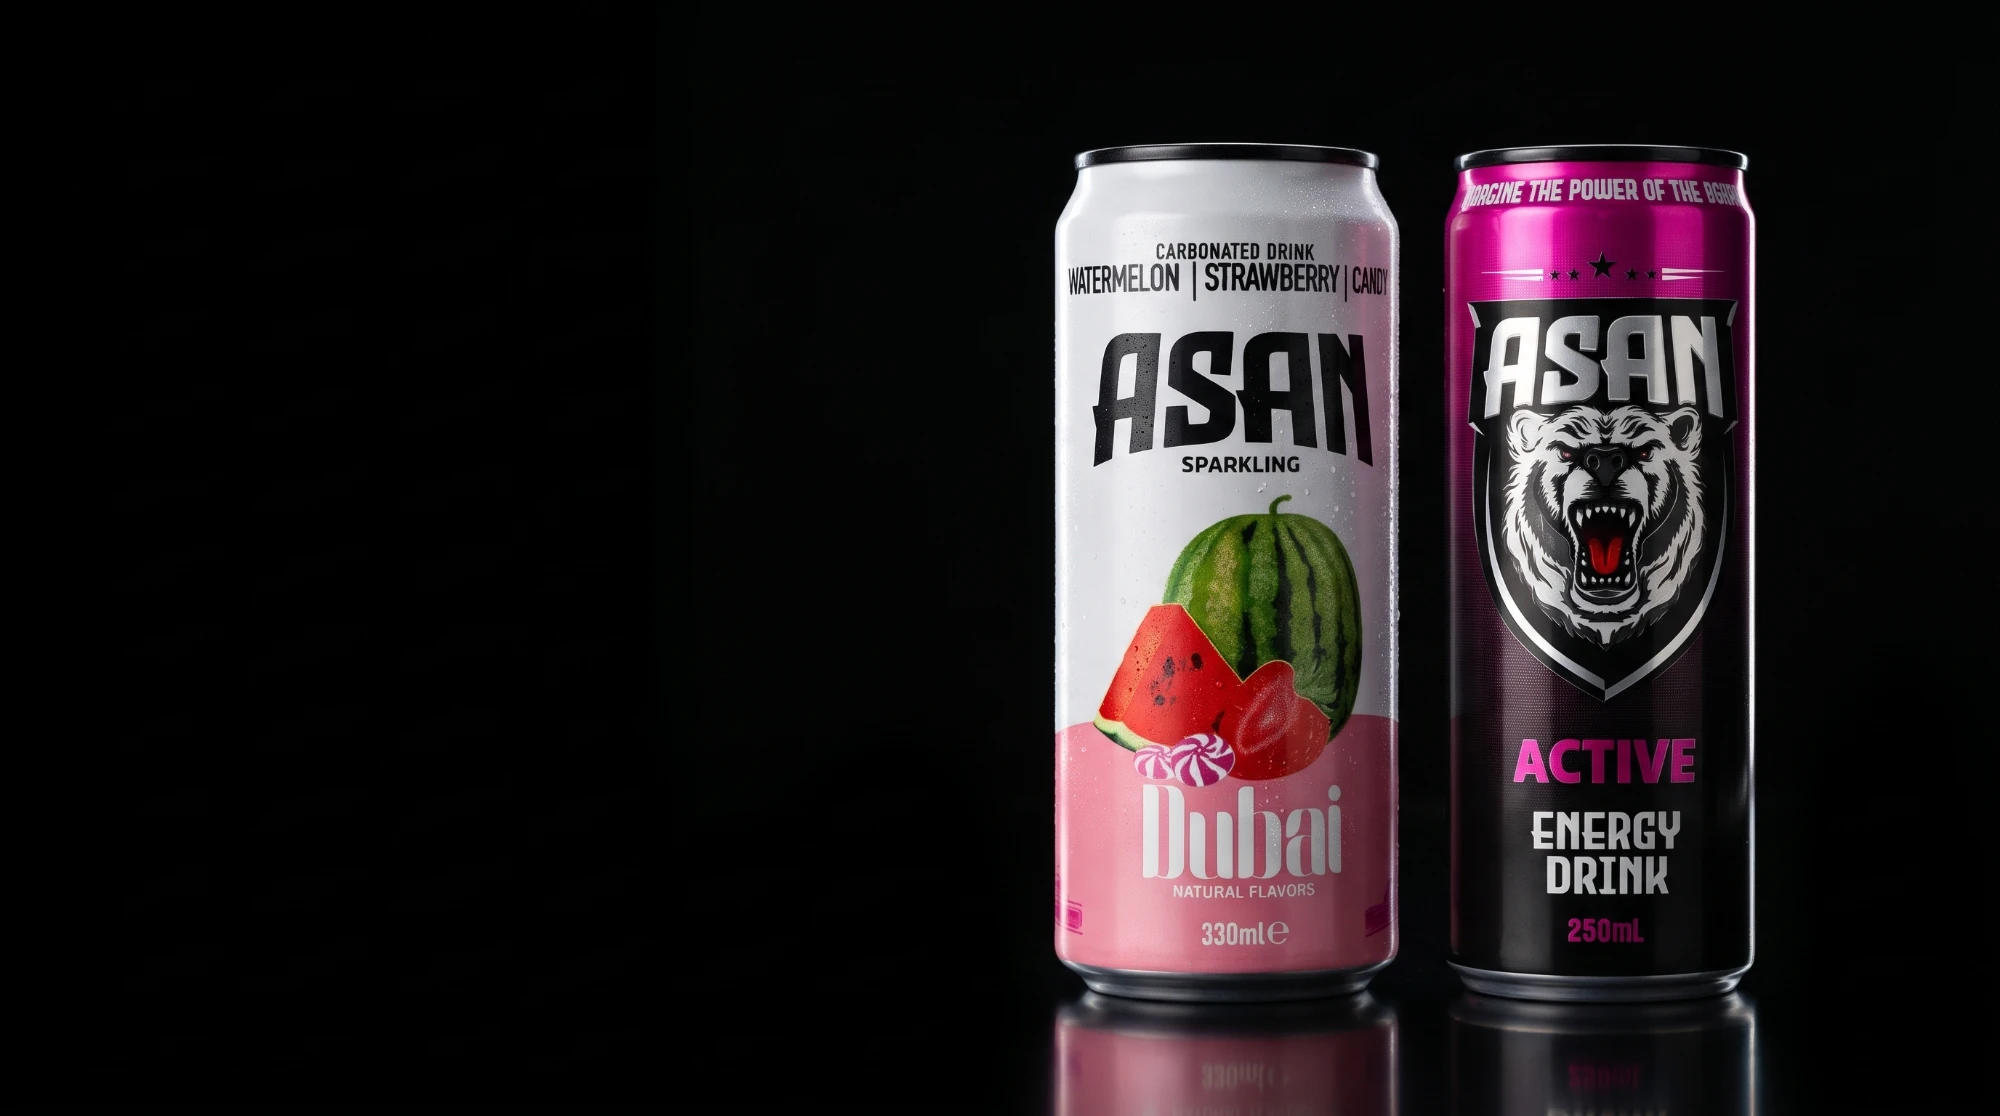 CARBONATED DRINK
WATERMELON | STRAWBERRY | CANDY
ASAN
SPARKLING
Dubai
NATURAL FLAVORS
330ml℮
THE POWER OF THE
ASAN
ACTIVE
ENERGY
DRINK
250mL